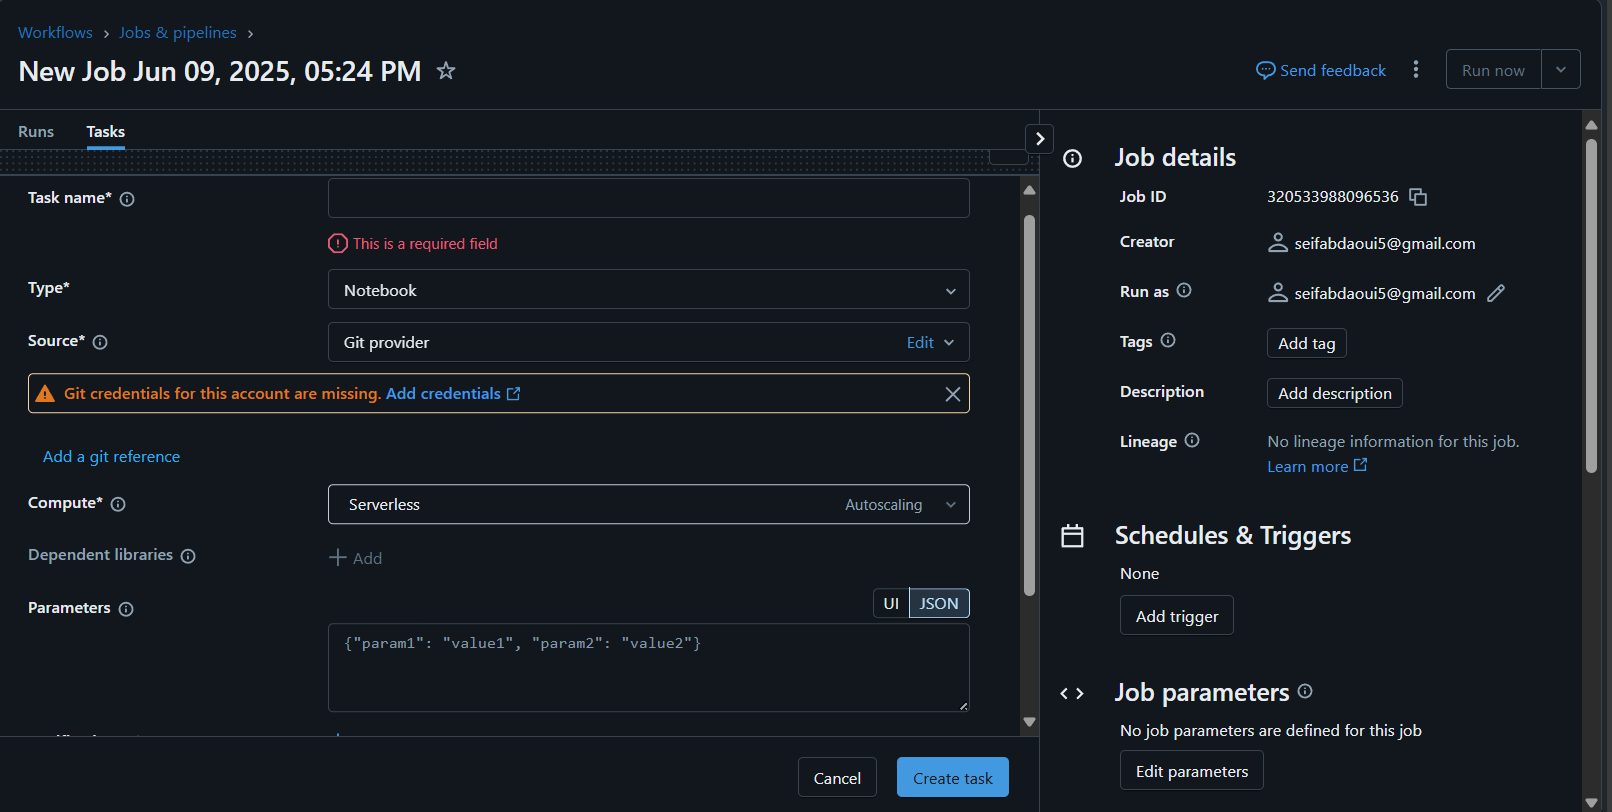 Workflows > Jobs & pipelines >
New Job Jun 09, 2025, 05:24 PM
Send feedback
Run now
Runs
Tasks
Task name*
This is a required field
Type*
Notebook
Source*
Git provider
Edit
Git credentials for this account are missing. Add credentials
Add a git reference
Compute*
Serverless
Autoscaling
Dependent libraries
Add
Parameters
UI
JSON
{"param1": "value1", "param2": "value2"}
Cancel
Create task
Job details
Job ID
320533988096536
Creator
seifabdaoui5@gmail.com
Run as
seifabdaoui5@gmail.com
Tags
Add tag
Description
Add description
Lineage
No lineage information for this job.
Learn more
Schedules & Triggers
None
Add trigger
Job parameters
No job parameters are defined for this job
Edit parameters